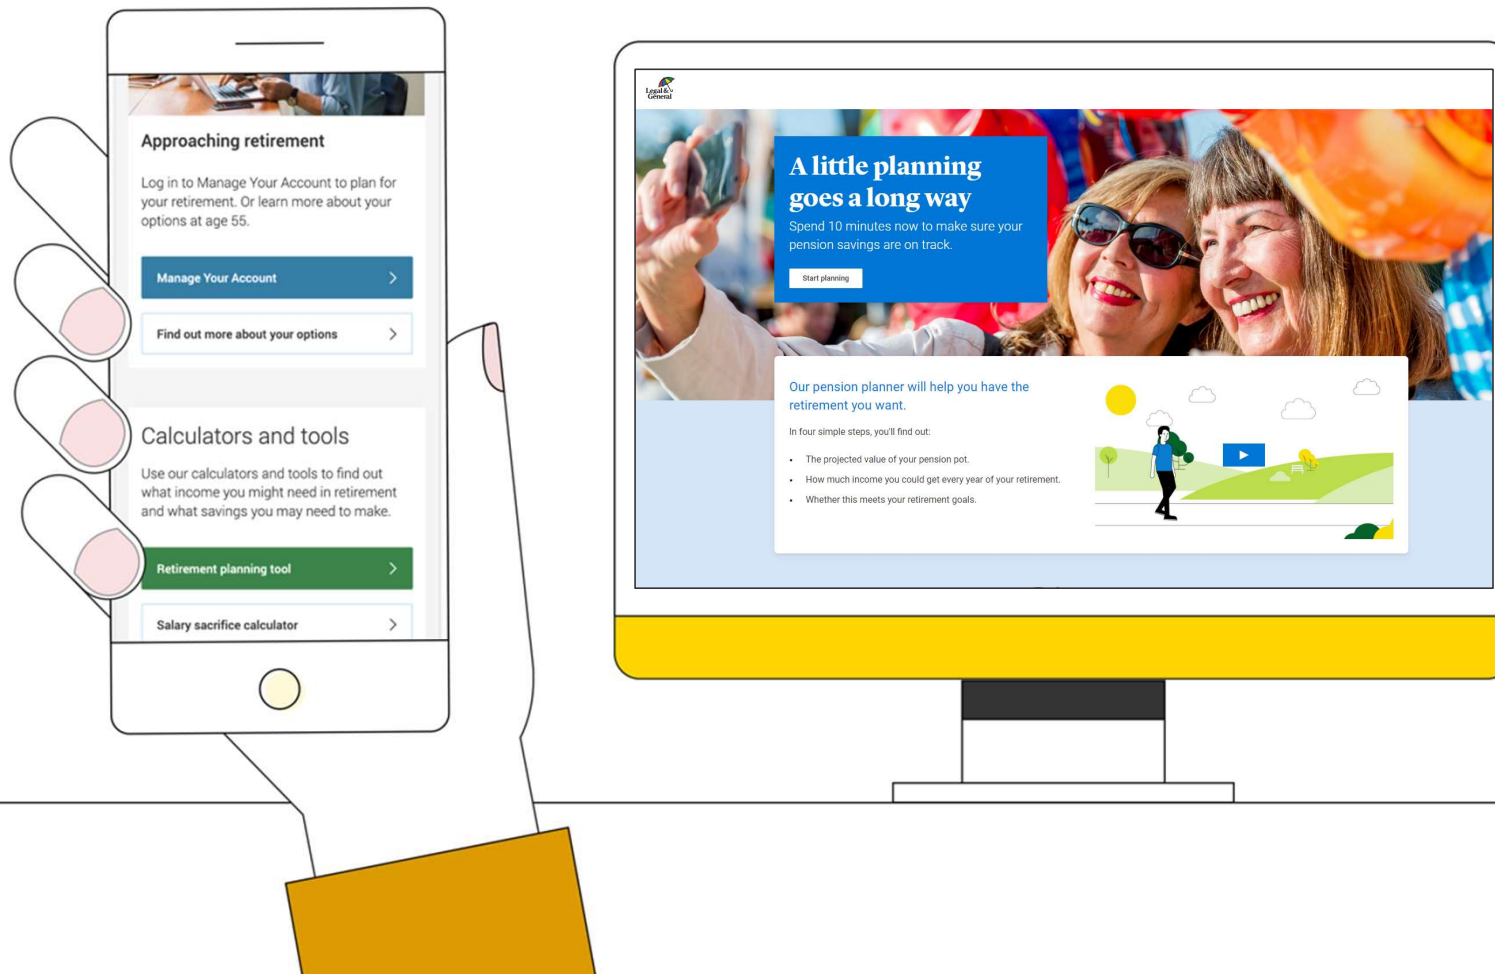 Approaching retirement
Log in to Manage Your Account to plan for
your retirement. Or learn more about your
options at age 55.
Manage Your Account
Find out more about your options
Calculators and tools
Use our calculators and tools to find out
what income you might need in retirement
and what savings you may need to make.
Retirement planning tool
Salary sacrifice calculator
Legal &
General
A little planning
goes a long way
Spend 10 minutes now to make sure your
pension savings are on track.
Start planning
Our pension planner will help you have the
retirement you want.
In four simple steps, you'll find out:
• The projected value of your pension pot.
• How much income you could get every year of your retirement.
• Whether this meets your retirement goals.